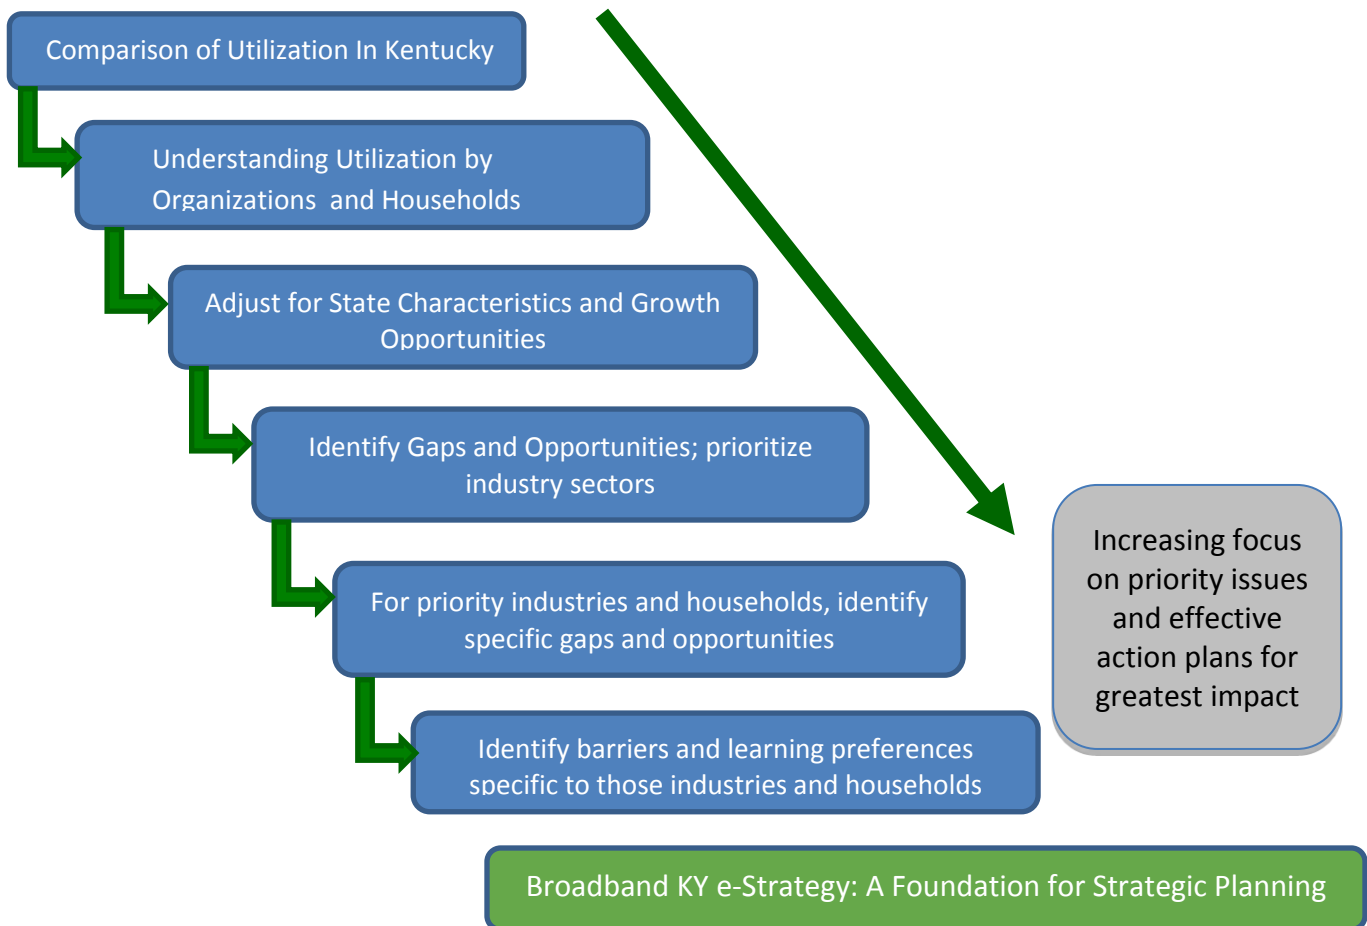 Comparison of Utilization In Kentucky
Understanding Utilization by
Organizations  and Households
Adjust for State Characteristics and Growth
Opportunities
Identify Gaps and Opportunities; prioritize
industry sectors
For priority industries and households, identify
specific gaps and opportunities
Identify barriers and learning preferences
specific to those industries and households
Increasing focus
on priority issues
and effective
action plans for
greatest impact
Broadband KY e-Strategy: A Foundation for Strategic Planning